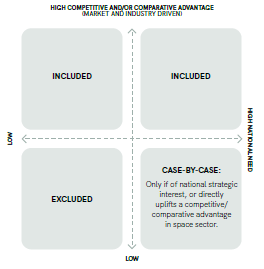 HIGH COMPETITIVE AND/OR COMPARATIVE ADVANTAGE
(MARKET AND INDUSTRY DRIVEN)
INCLUDED
INCLUDED
LOW
HIGH NATIONAL NEED
EXCLUDED
CASE-BY-CASE:
Only if of national strategic
interest, or directly
uplifts a competitive/
comparative advantage
in space sector.
LOW